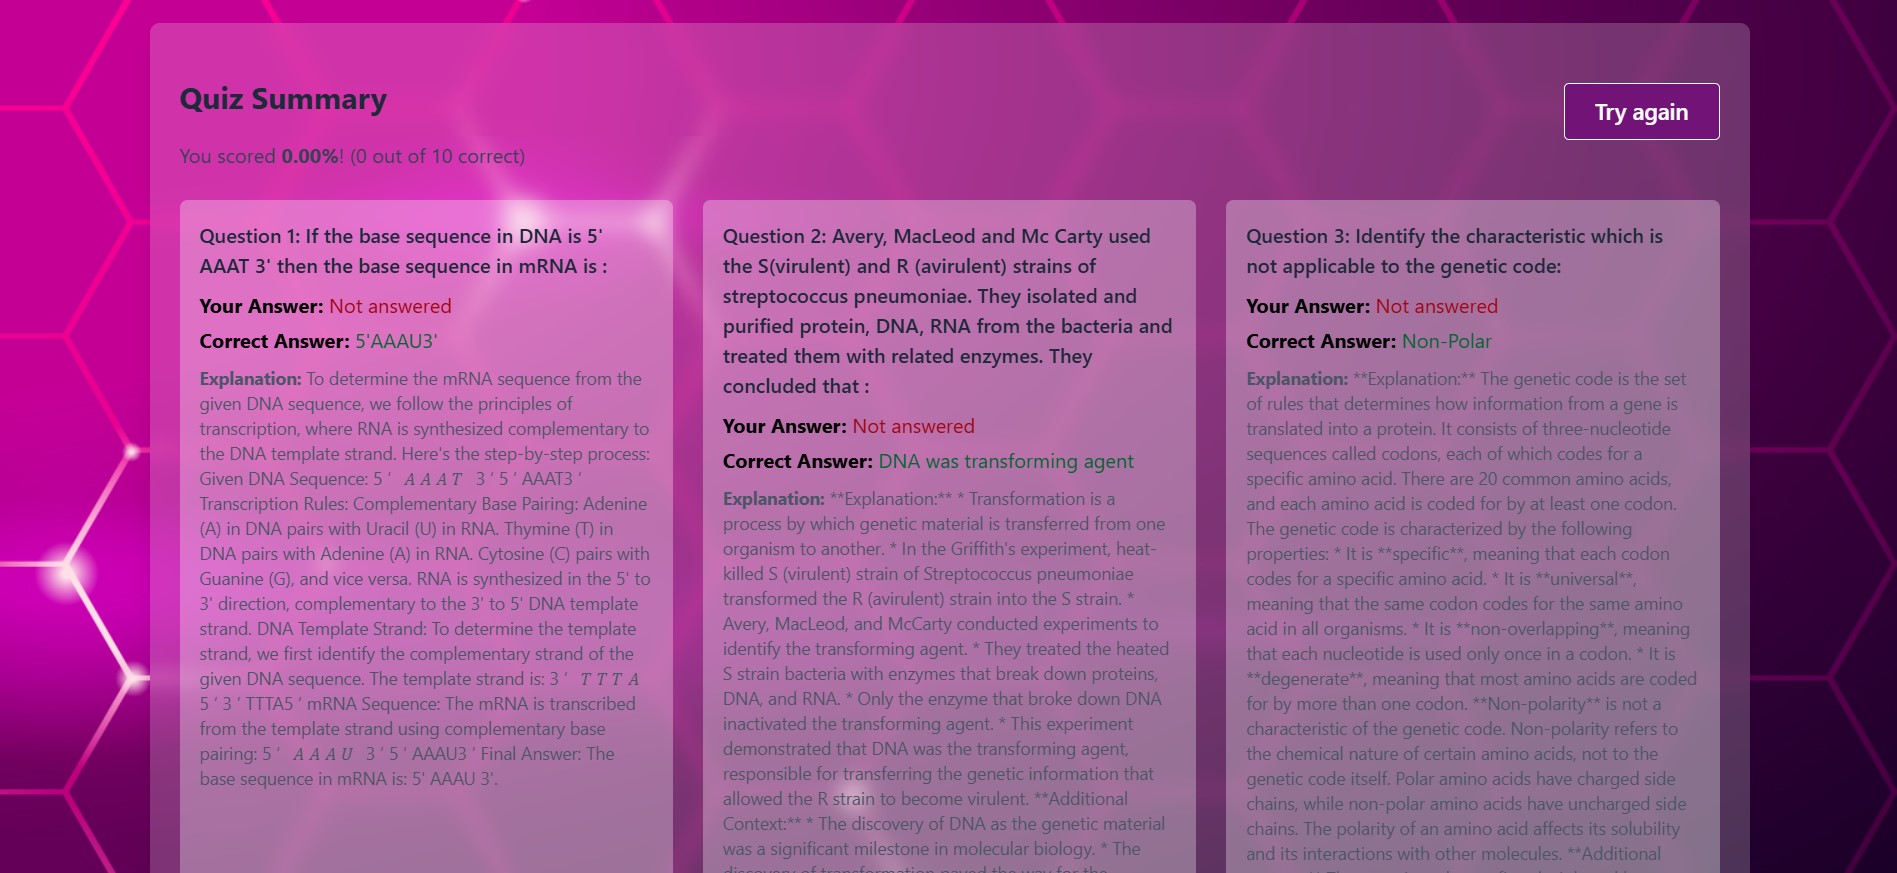 Quiz Summary
Try again
You scored 0.00%! (0 out of 10 correct)
Question 1: If the base sequence in DNA is 5'
AAAT 3' then the base sequence in mRNA is :
Your Answer: Not answered
Correct Answer: 5'AAAU3'
Explanation: To determine the mRNA sequence from the
given DNA sequence, we follow the principles of
transcription, where RNA is synthesized complementary to
the DNA template strand. Here's the step-by-step process:
Given DNA Sequence: 5 ′ A A A T 3 ′ 5 ′ AAAT3 ′
Transcription Rules: Complementary Base Pairing: Adenine
(A) in DNA pairs with Uracil (U) in RNA. Thymine (T) in
DNA pairs with Adenine (A) in RNA. Cytosine (C) pairs with
Guanine (G), and vice versa. RNA is synthesized in the 5' to
3' direction, complementary to the 3' to 5' DNA template
strand. DNA Template Strand: To determine the template
strand, we first identify the complementary strand of the
given DNA sequence. The template strand is: 3 ′ T T T A
5 ′ 3 ′ TTTA5 ′ mRNA Sequence: The mRNA is transcribed
from the template strand using complementary base
pairing: 5 ′ A A A U 3 ′ 5 ′ AAAU3 ′ Final Answer: The
base sequence in mRNA is: 5' AAAU 3'.
Question 2: Avery, MacLeod and Mc Carty used
the S(virulent) and R (avirulent) strains of
streptococcus pneumoniae. They isolated and
purified protein, DNA, RNA from the bacteria and
treated them with related enzymes. They
concluded that :
Your Answer: Not answered
Correct Answer: DNA was transforming agent
Explanation: **Explanation:** * Transformation is a
process by which genetic material is transferred from one
organism to another. * In the Griffith's experiment, heat-
killed S (virulent) strain of Streptococcus pneumoniae
transformed the R (avirulent) strain into the S strain. *
Avery, MacLeod, and McCarty conducted experiments to
identify the transforming agent. * They treated the heated
S strain bacteria with enzymes that break down proteins,
DNA, and RNA. * Only the enzyme that broke down DNA
inactivated the transforming agent. * This experiment
demonstrated that DNA was the transforming agent,
responsible for transferring the genetic information that
allowed the R strain to become virulent. **Additional
Context:** * The discovery of DNA as the genetic material
was a significant milestone in molecular biology. * The
discovery of transformation paved the way for the
Question 3: Identify the characteristic which is
not applicable to the genetic code:
Your Answer: Not answered
Correct Answer: Non-Polar
Explanation: **Explanation:** The genetic code is the set
of rules that determines how information from a gene is
translated into a protein. It consists of three-nucleotide
sequences called codons, each of which codes for a
specific amino acid. There are 20 common amino acids,
and each amino acid is coded for by at least one codon.
The genetic code is characterized by the following
properties: * It is **specific**, meaning that each codon
codes for a specific amino acid. * It is **universal**,
meaning that the same codon codes for the same amino
acid in all organisms. * It is **non-overlapping**, meaning
that each nucleotide is used only once in a codon. * It is
**degenerate**, meaning that most amino acids are coded
for by more than one codon. **Non-polarity** is not a
characteristic of the genetic code. Non-polarity refers to
the chemical nature of certain amino acids, not to the
genetic code itself. Polar amino acids have charged side
chains, while non-polar amino acids have uncharged side
chains. The polarity of an amino acid affects its solubility
and its interactions with other molecules. **Additional